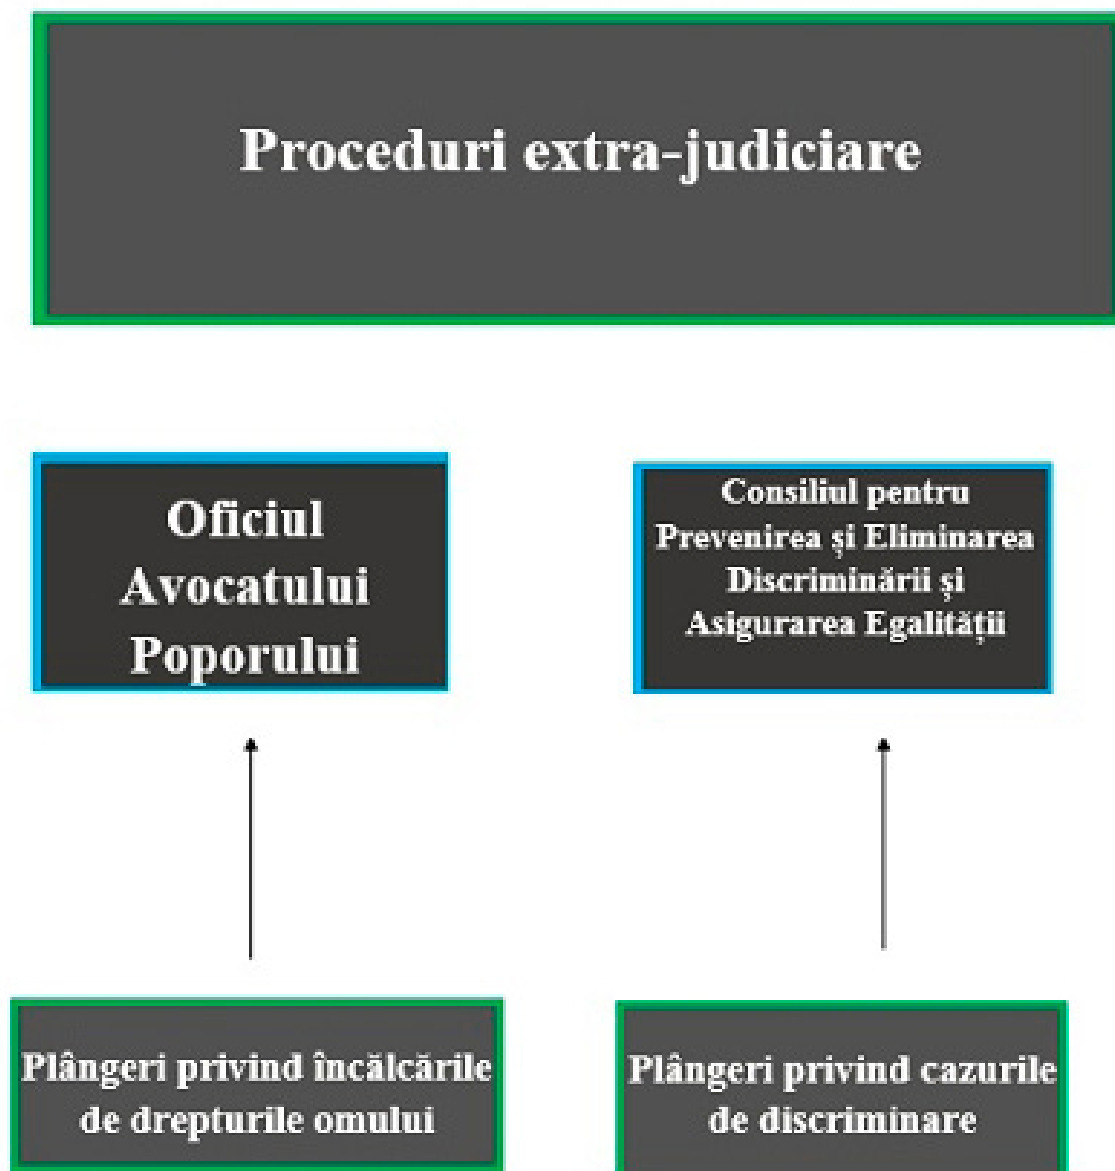 Proceduri extra-judiciare
Oficiul
Avocatului
Poporului
Consiliul pentru
Prevenirea și Eliminarea
Discriminării și
Asigurarea Egalității
Plângeri privind încălcările
de drepturile omului
Plângeri privind cazurile
de discriminare